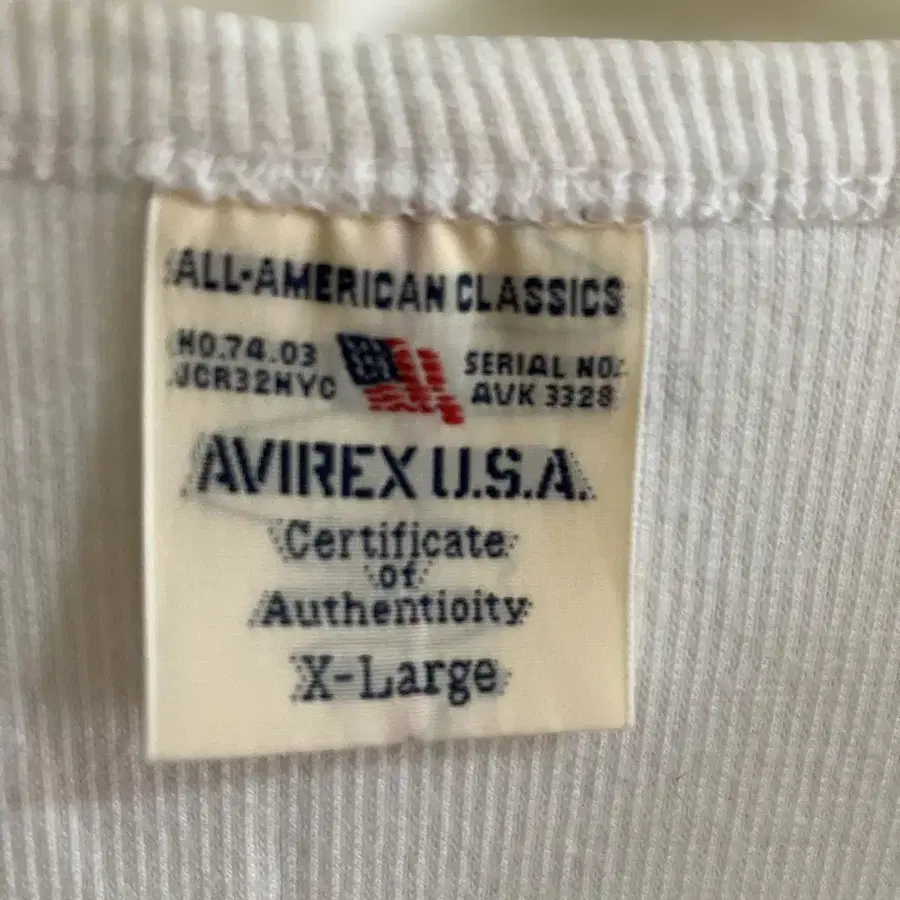 ALL-AMERICAN CLASSICS
NO.74.03
JCR32NYC
SERIAL NO.
AVK 3328
AVIREX U.S.A.
Certificate
of
Authenticity
X-Large